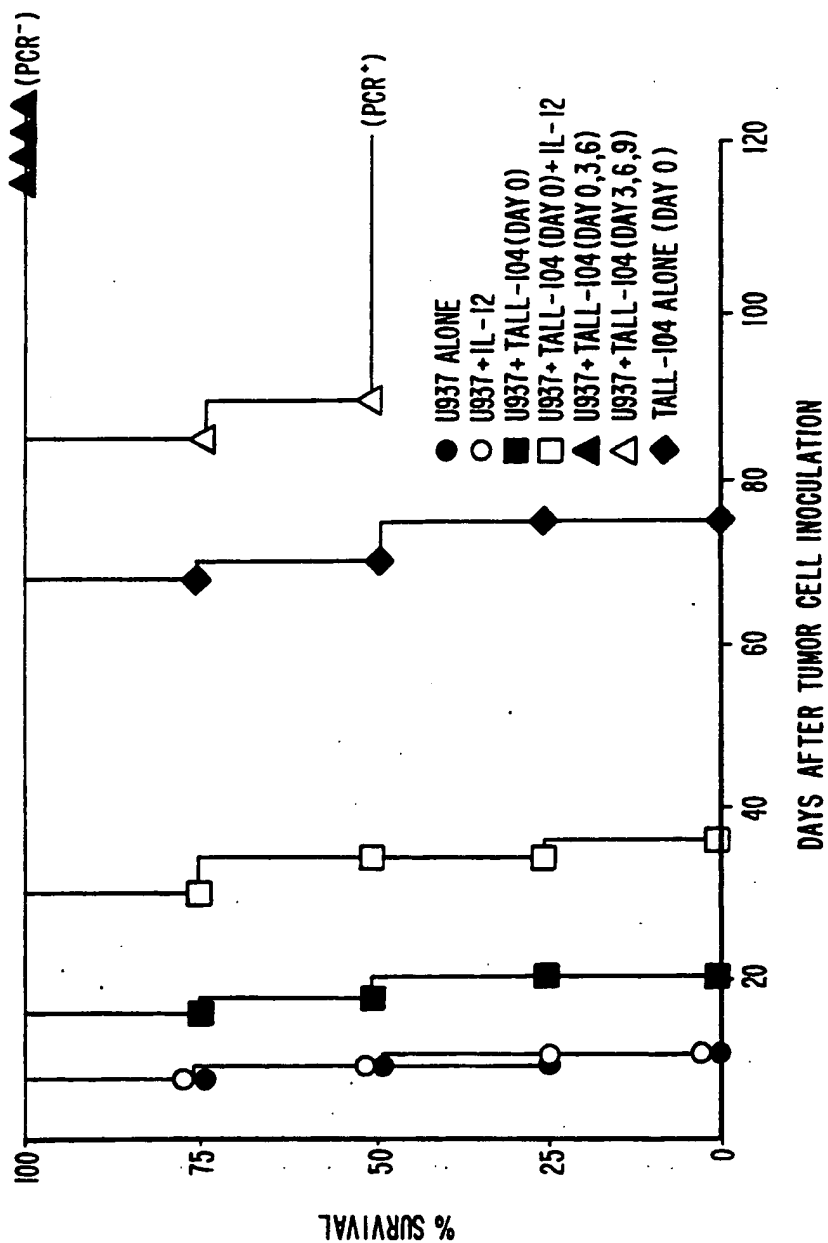 (PCR-)
(PCR+)
100
75
50
25
0
% SURVIVAL
20
40
60
80
100
120
DAYS AFTER TUMOR CELL INOCULATION
U937 ALONE
U937+IL-12
U937+ TALL-104 (DAY 0)
U937+ TALL-104 (DAY 0)+ IL-12
U937+ TALL-104 (DAY 0,3,6)
U937+ TALL-104 (DAY 3,6,9)
TALL-104 ALONE (DAY 0)